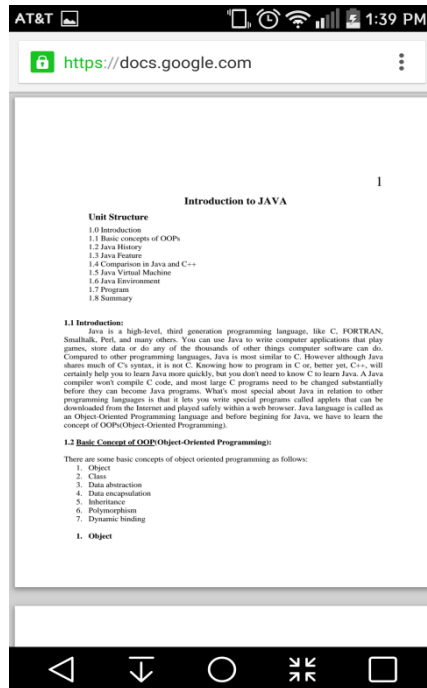 AT&T 1:39 PM
https://docs.google.com
1
Introduction to JAVA
Unit Structure
1.0 Introduction
1.1 Basic concepts of OOPs
1.2 Java History
1.3 Java Feature
1.4 Comparison in Java and C++
1.5 Java Virtual Machine
1.6 Java Environment
1.7 Program
1.8 Summary
1.1 Introduction:
Java is a high-level, third generation programming language, like C, FORTRAN,
Smalltalk, Perl, and many others. You can use Java to write computer applications that play
games, store data or do any of the thousands of other things computer software can do.
Compared to other programming languages, Java is most similar to C. However although Java
shares much of C's syntax, it is not C. Knowing how to program in C or, better yet, C++, will
certainly help you to learn Java more quickly, but you don't need to know C to learn Java. A Java
compiler won't compile C code, and most large C programs need to be changed substantially
before they can become Java programs. What's most special about Java in relation to other
programming languages is that it lets you write special programs called applets that can be
downloaded from the Internet and played safely within a web browser. Java language is called as
an Object-Oriented Programming language and before begining for Java, we have to learn the
concept of OOPs(Object-Oriented Programming).
1.2 Basic Concept of OOP(Object-Oriented Programming):
There are some basic concepts of object oriented programming as follows:
1. Object
2. Class
3. Data abstraction
4. Data encapsulation
5. Inheritance
6. Polymorphism
7. Dynamic binding
1. Object